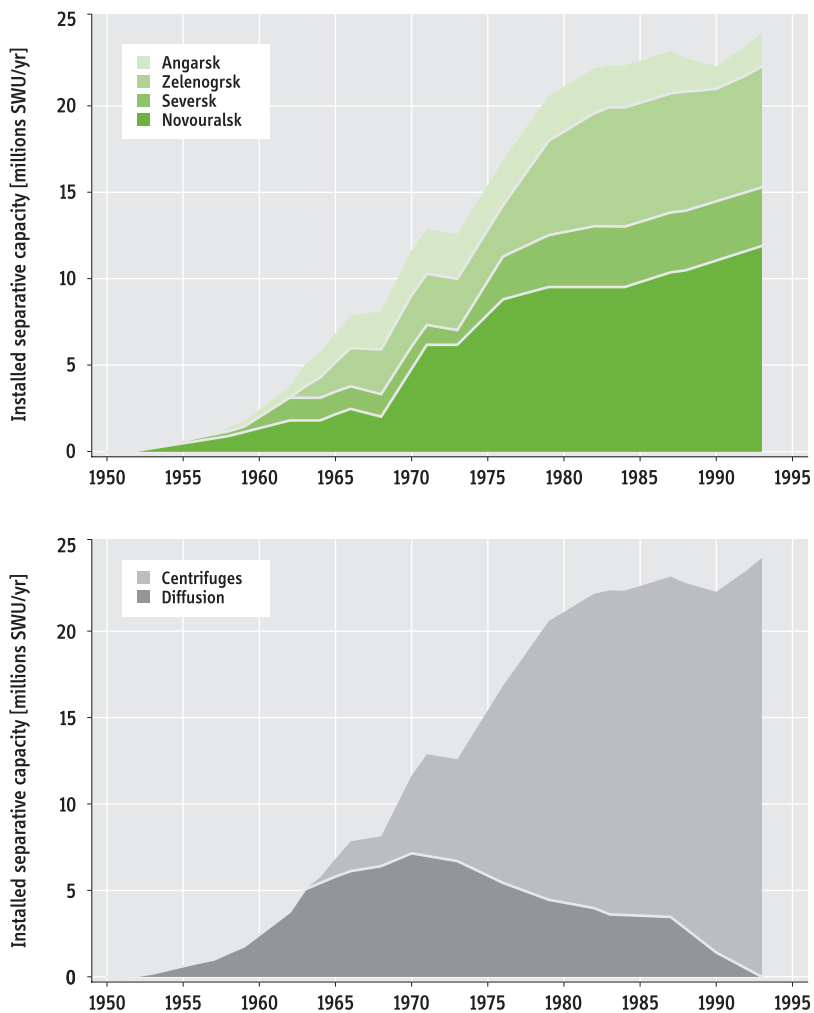 25
20
15
10
5
0
Installed separative capacity [millions SWU/yr]
Angarsk
Zelenogrsk
Seversk
Novouralsk
1950 1955 1960 1965 1970 1975 1980 1985 1990 1995
25
20
15
10
5
0
Installed separative capacity [millions SWU/yr]
Centrifuges
Diffusion
1950 1955 1960 1965 1970 1975 1980 1985 1990 1995